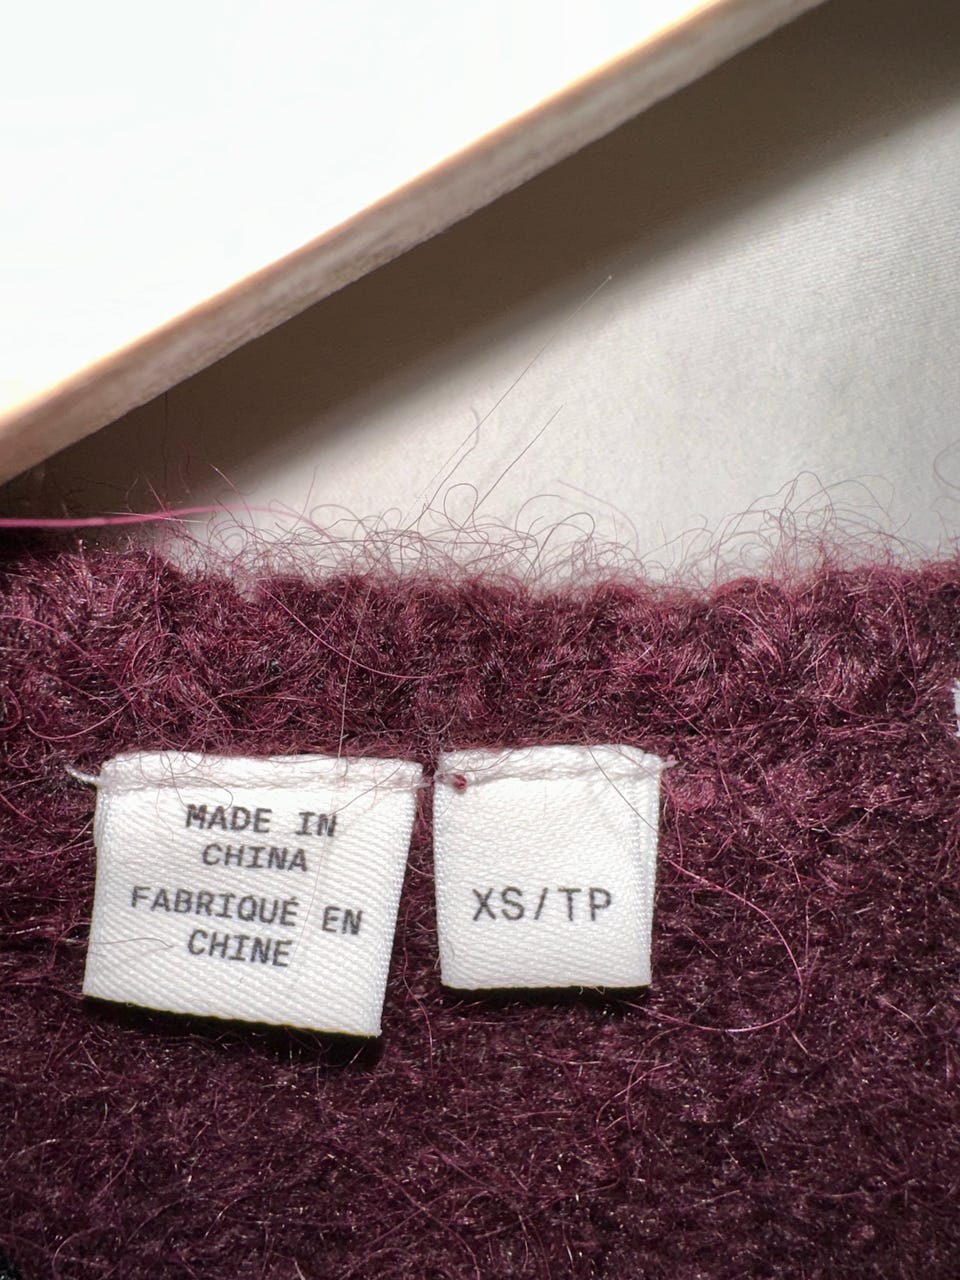 MADE IN
CHINA
FABRIQUÉ EN
CHINE
XS/TP